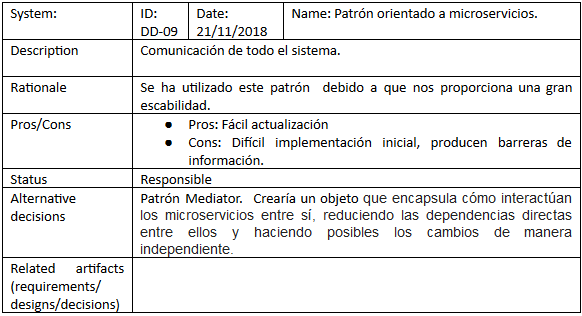 System:
ID:
DD-09
Date:
21/11/2018
Name: Patrón orientado a microservicios.
Description
Comunicación de todo el sistema.
Rationale
Se ha utilizado este patrón debido a que nos proporciona una gran
escabilidad.
Pros/Cons
● Pros: Fácil actualización
● Cons: Difícil implementación inicial, producen barreras de
información.
Status
Responsible
Alternative
decisions
Patrón Mediator. Crearía un objeto que encapsula cómo interactúan
los microservicios entre sí, reduciendo las dependencias directas
entre ellos y haciendo posibles los cambios de manera
independiente.
Related artifacts
(requirements/
designs/decisions)